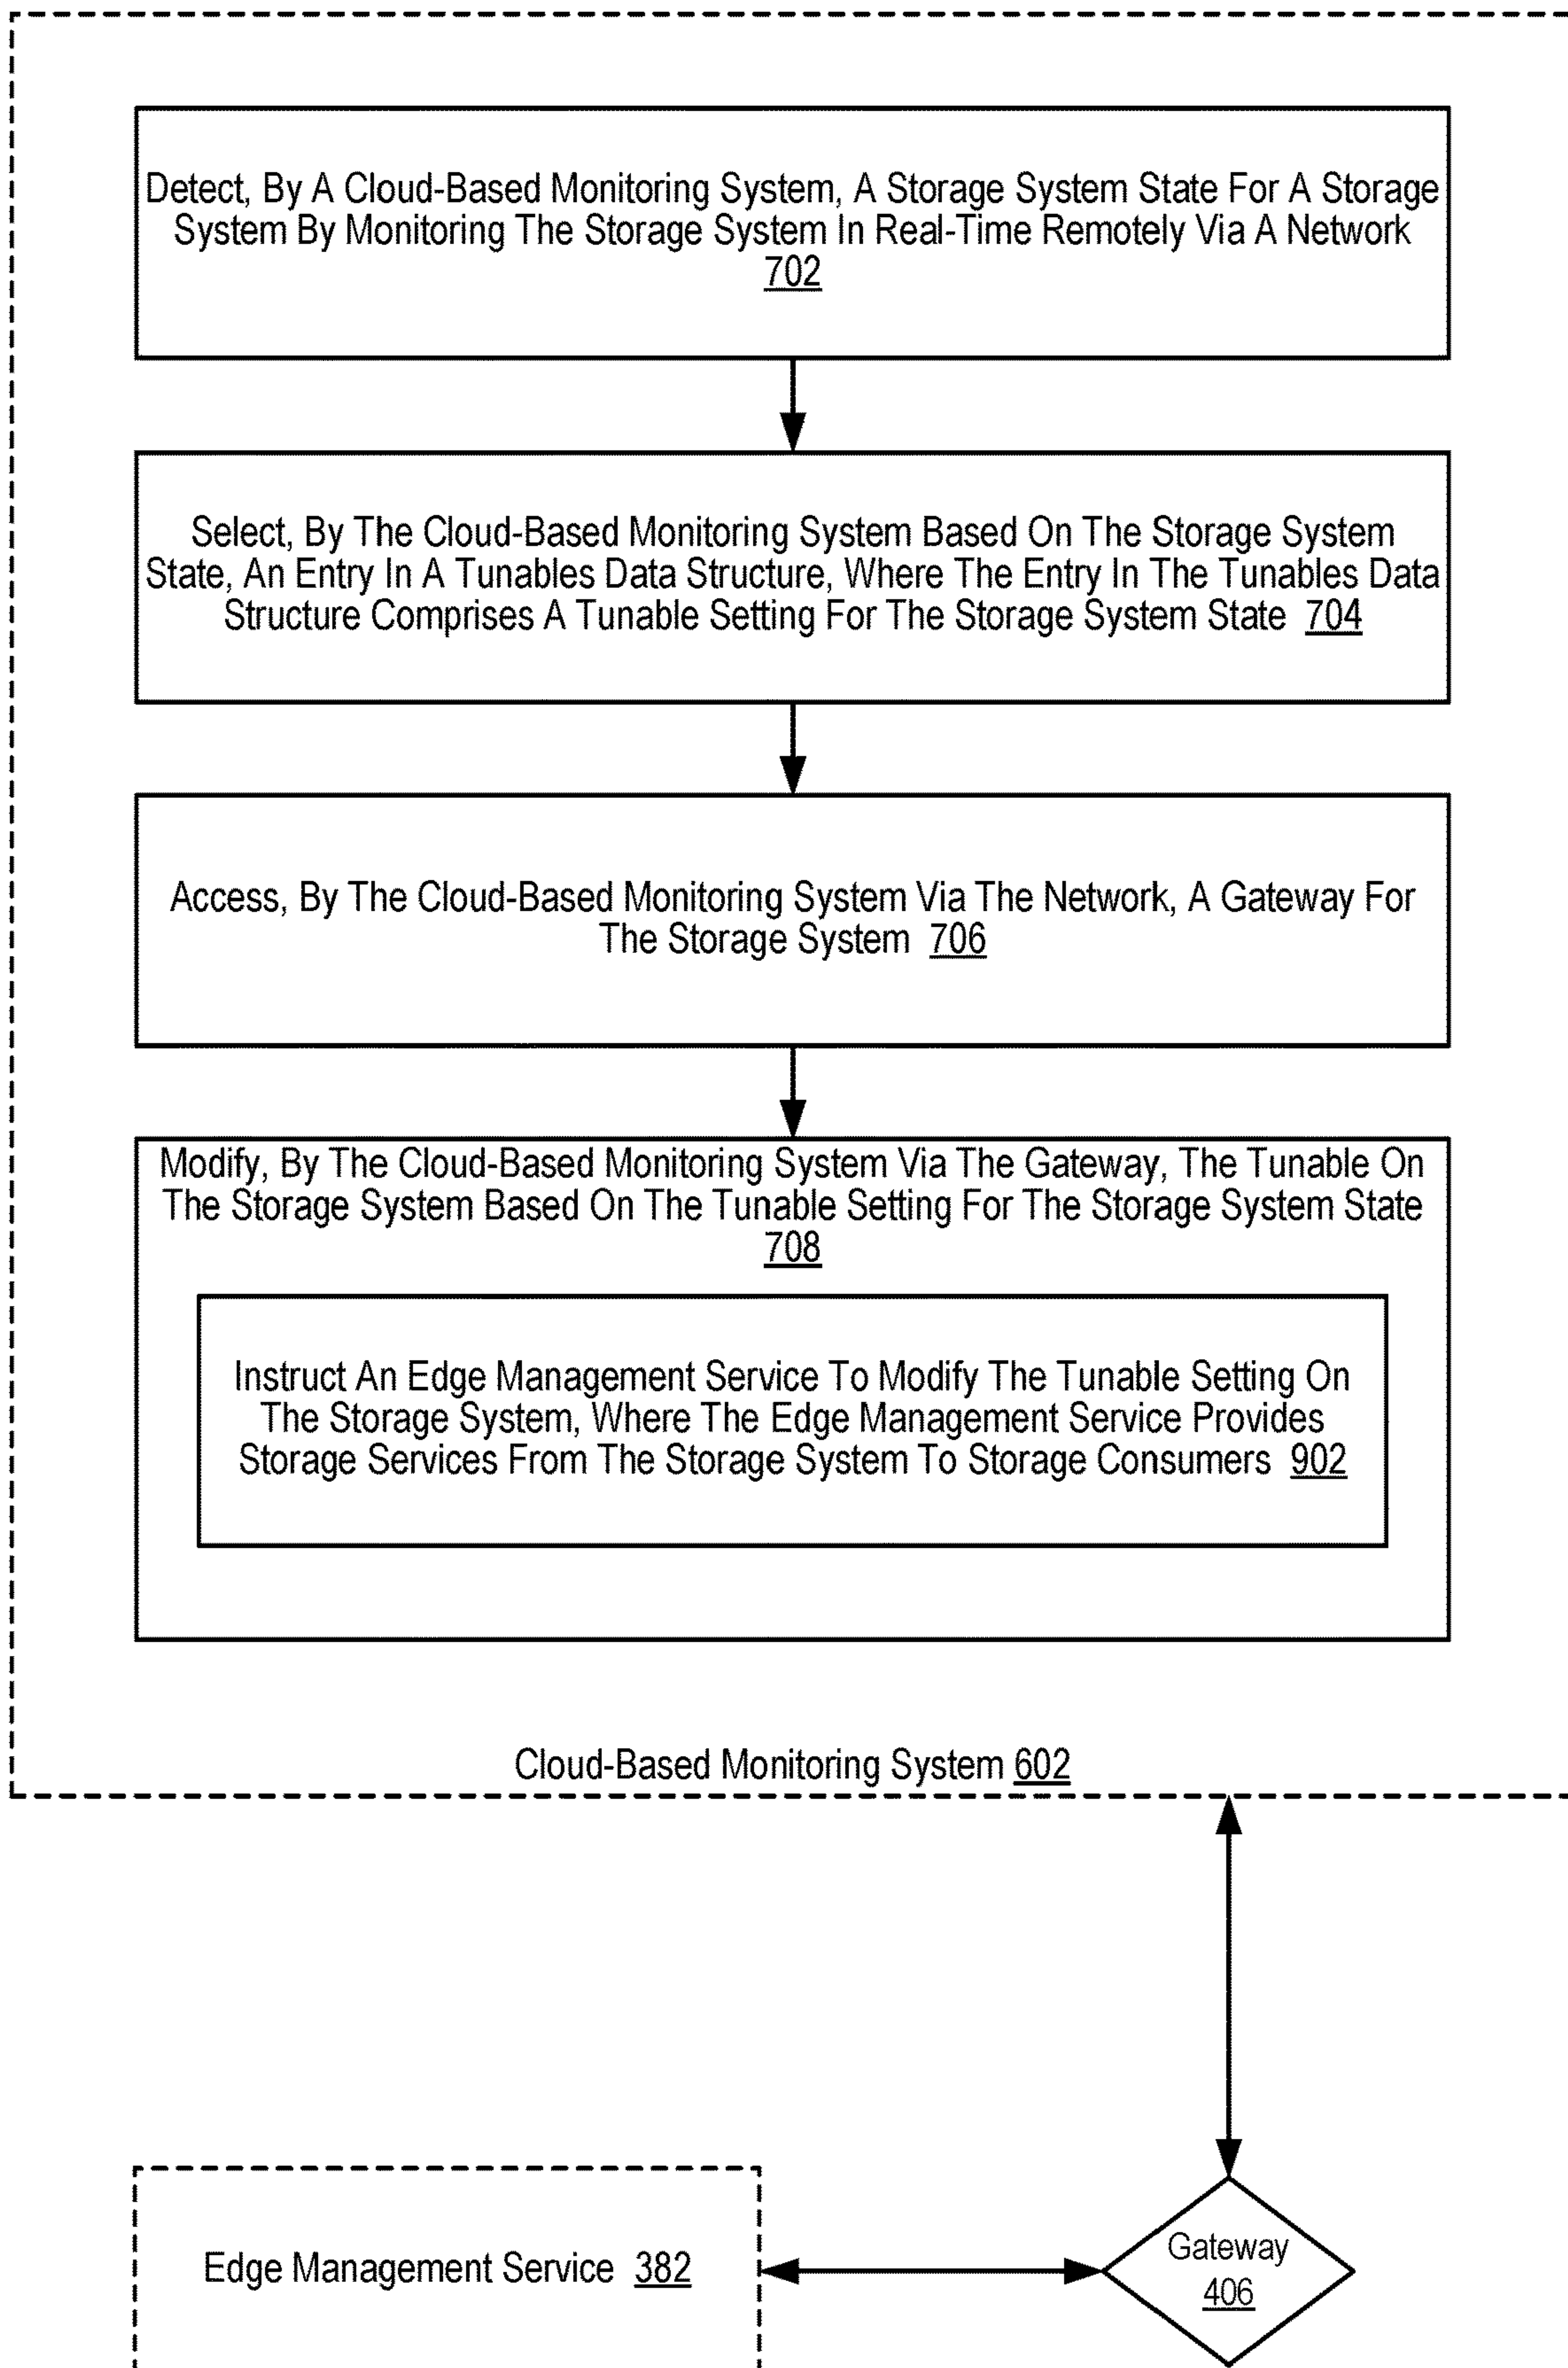 Detect, By A Cloud-Based Monitoring System, A Storage System State For A Storage
System By Monitoring The Storage System In Real-Time Remotely Via A Network
702
Select, By The Cloud-Based Monitoring System Based On The Storage System
State, An Entry In A Tunables Data Structure, Where The Entry In The Tunables Data
Structure Comprises A Tunable Setting For The Storage System State 704
Access, By The Cloud-Based Monitoring System Via The Network, A Gateway For
The Storage System 706
Modify, By The Cloud-Based Monitoring System Via The Gateway, The Tunable On
The Storage System Based On The Tunable Setting For The Storage System State
708
Instruct An Edge Management Service To Modify The Tunable Setting On
The Storage System, Where The Edge Management Service Provides
Storage Services From The Storage System To Storage Consumers 902
Cloud-Based Monitoring System 602
Edge Management Service 382
Gateway
406